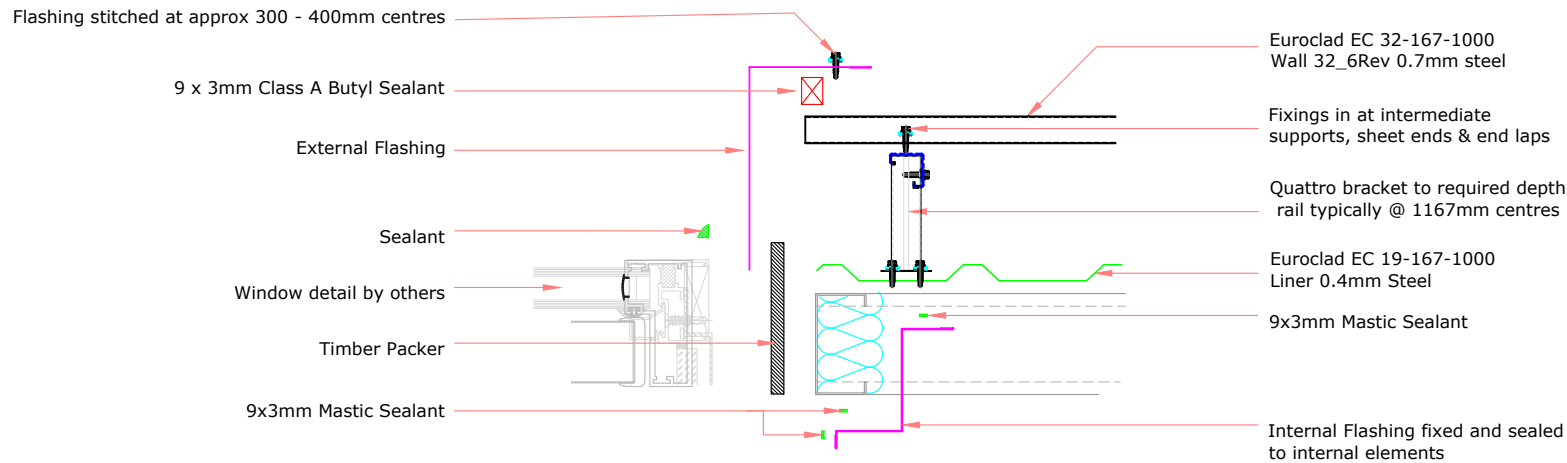 Flashing stitched at approx 300 - 400mm centres
9 x 3mm Class A Butyl Sealant
External Flashing
Sealant
Window detail by others
Timber Packer
9x3mm Mastic Sealant
Euroclad EC 32-167-1000
Wall 32_6Rev 0.7mm steel
Fixings in at intermediate
supports, sheet ends & end laps
Quattro bracket to required depth
rail typically @ 1167mm centres
Euroclad EC 19-167-1000
Liner 0.4mm Steel
9x3mm Mastic Sealant
Internal Flashing fixed and sealed
to internal elements